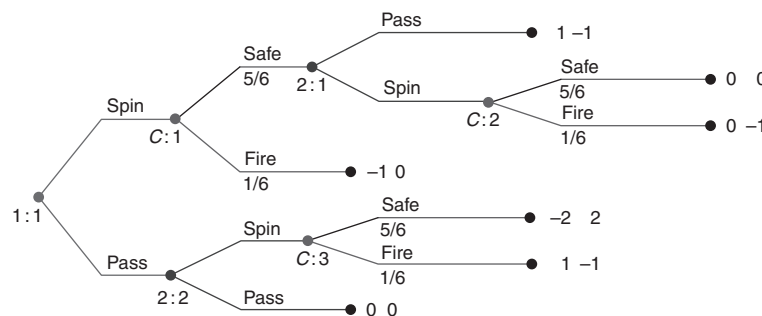 Pass
1 –1
Safe
5/6
2:1
Spin
Safe
5/6
0 0
C:2
Spin
C:1
Fire
1/6
0 –1
Fire
1/6
–1 0
1:1
Safe
5/6
–2 2
Spin
C:3
Fire
1/6
1 –1
Pass
2:2
Pass
0 0